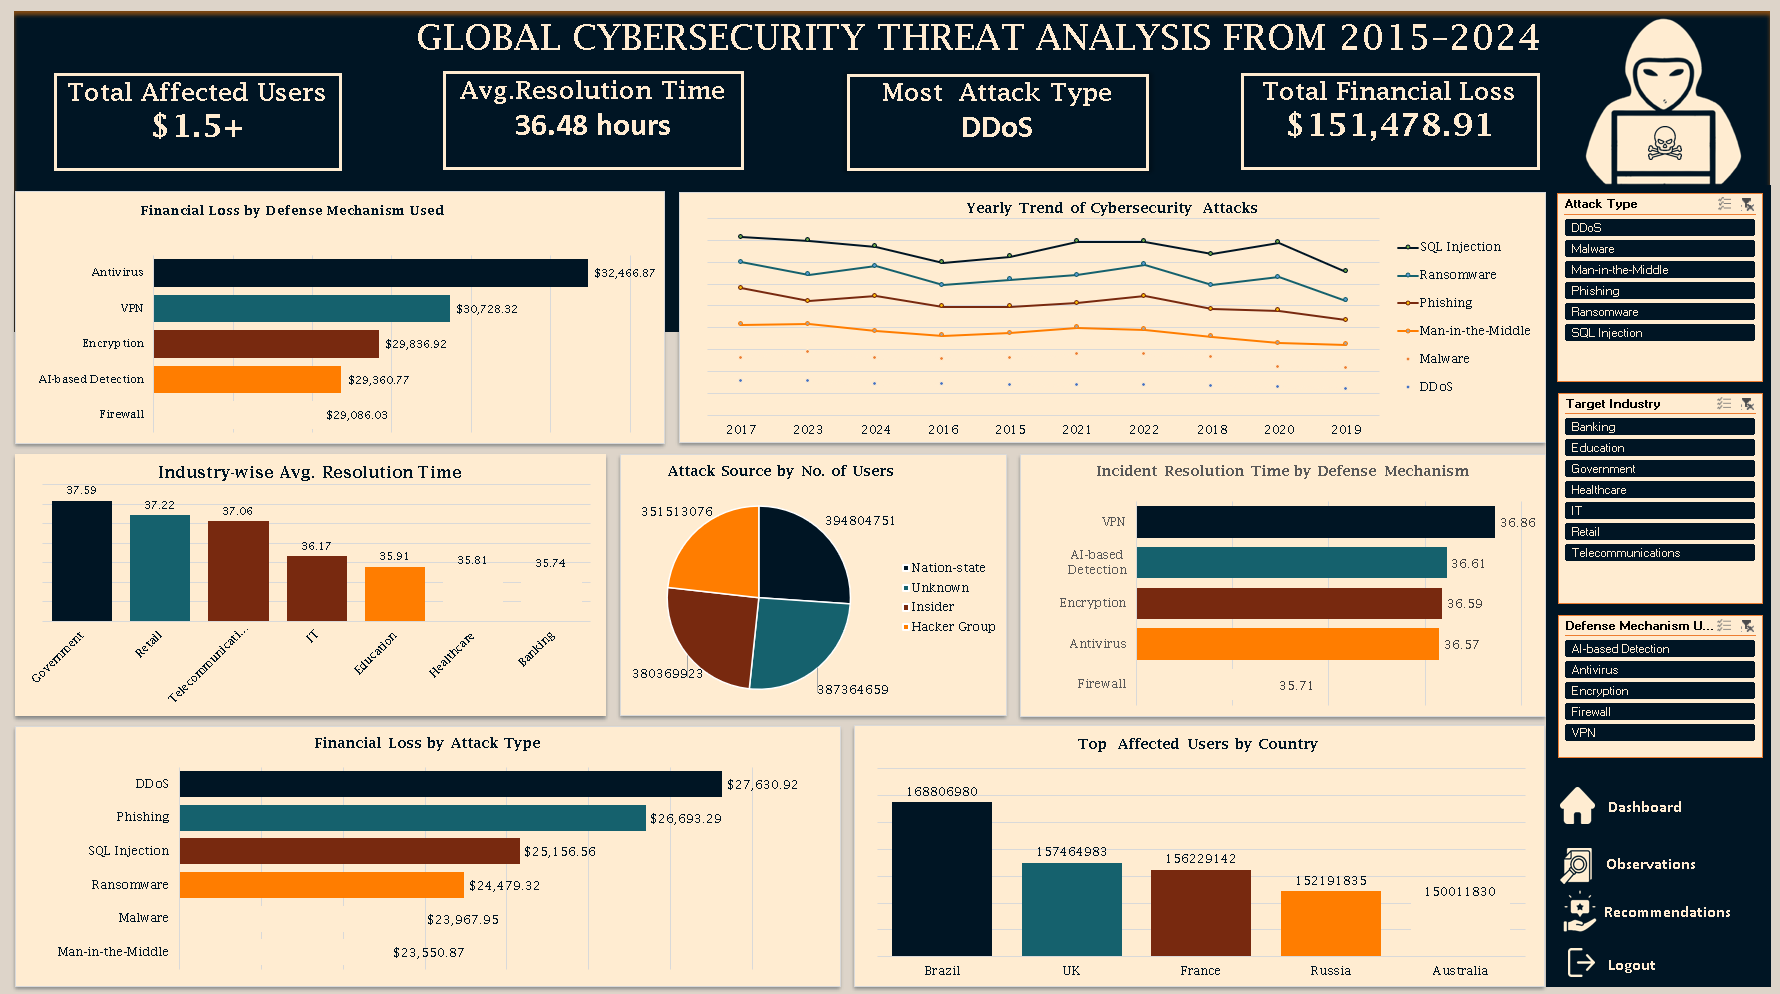 GLOBAL CYBERSECURITY THREAT ANALYSIS FROM 2015-2024
Total Affected Users
$1.5+
Avg.Resolution Time
36.48 hours
Most Attack Type
DDoS
Total Financial Loss
$151,478.91
Financial Loss by Defense Mechanism Used
Antivirus
$32,466.87
VPN
$30,728.32
Encryption
$29,836.92
AI-based Detection
$29,360.77
Firewall
$29,086.03
Yearly Trend of Cybersecurity Attacks
SQL Injection
Ransomware
Phishing
Man-in-the-Middle
Malware
DDoS
2017 2023 2024 2016 2015 2021 2022 2018 2020 2019
Attack Type
DDoS
Malware
Man-in-the-Middle
Phishing
Ransomware
SQL Injection
Target Industry
Banking
Education
Government
Healthcare
IT
Retail
Telecommunications
Defense Mechanism U...
AI-based Detection
Antivirus
Encryption
Firewall
VPN
Industry-wise Avg. Resolution Time
37.59
37.22
37.06
36.17
35.91
35.81
35.74
Government
Retail
Telecommunicati...
IT
Education
Healthcare
Banking
Attack Source by No. of Users
351513076
394804751
380369923
387364659
Nation-state
Unknown
Insider
Hacker Group
Incident Resolution Time by Defense Mechanism
VPN
36.86
AI-based
Detection
36.61
Encryption
36.59
Antivirus
36.57
Firewall
35.71
Financial Loss by Attack Type
DDoS
$27,630.92
Phishing
$26,693.29
SQL Injection
$25,156.56
Ransomware
$24,479.32
Malware
$23,967.95
Man-in-the-Middle
$23,550.87
Top Affected Users by Country
168806980
157464983
156229142
152191835
150011830
Brazil
UK
France
Russia
Australia
Dashboard
Observations
Recommendations
Logout